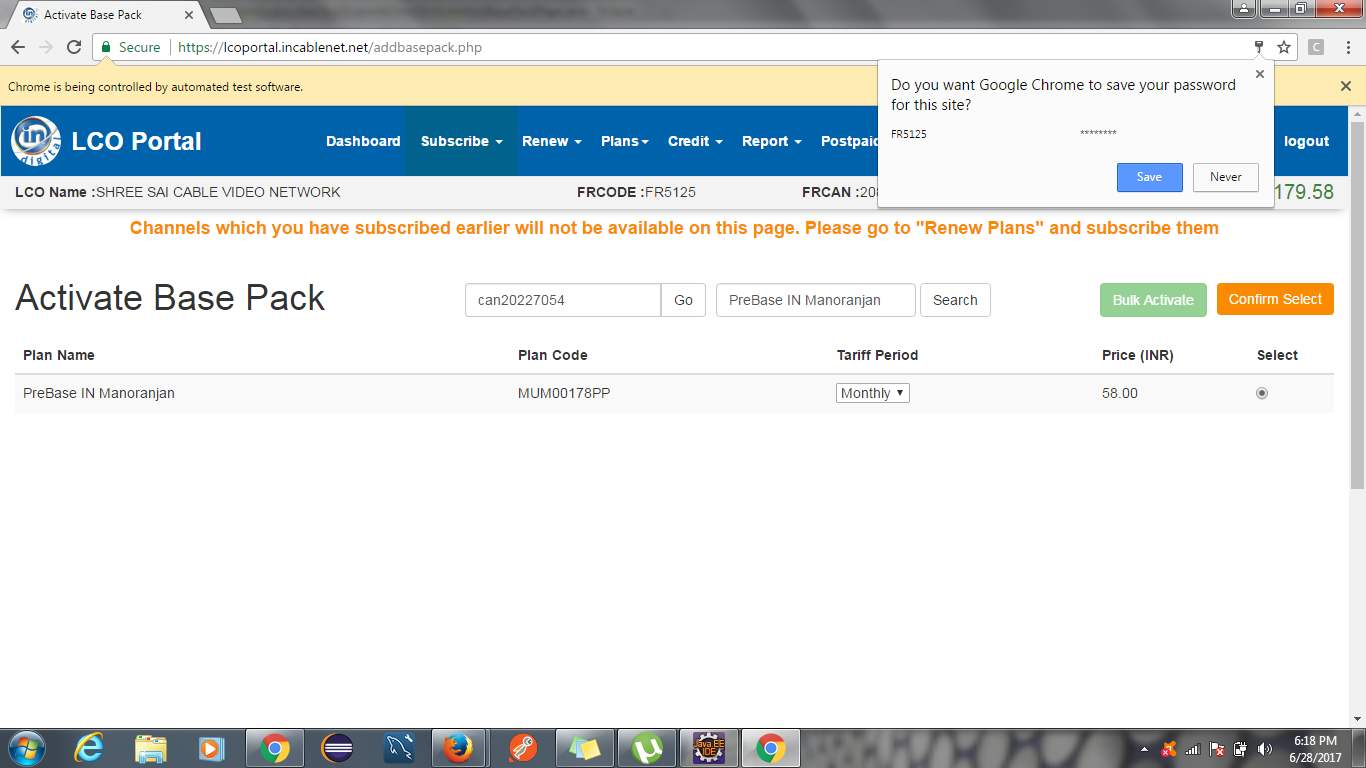 Activate Base Pack
Secure https://lcoportal.incablenet.net/addbasepack.php
C
Chrome is being controlled by automated test software.
Do you want Google Chrome to save your password
for this site?
FR5125 ********
Save Never
in
digital
LCO Portal
Dashboard Subscribe Renew Plans Credit Report Postpaid logout
LCO Name :SHREE SAI CABLE VIDEO NETWORK FRCODE :FR5125 FRCAN :20 179.58
Channels which you have subscribed earlier will not be available on this page. Please go to "Renew Plans" and subscribe them
Activate Base Pack
can20227054 Go PreBase IN Manoranjan Search Bulk Activate Confirm Select
Plan Name Plan Code Tariff Period Price (INR) Select
PreBase IN Manoranjan MUM00178PP Monthly 58.00
Java EE
IDE
6:18 PM
6/28/2017